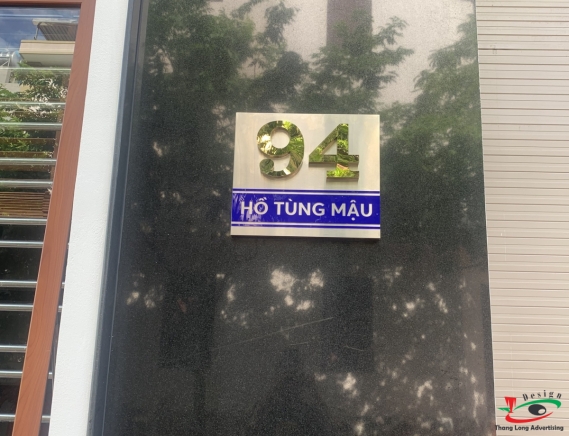 94
HỒ TÙNG MẬU
Design
Thang Long Advertising